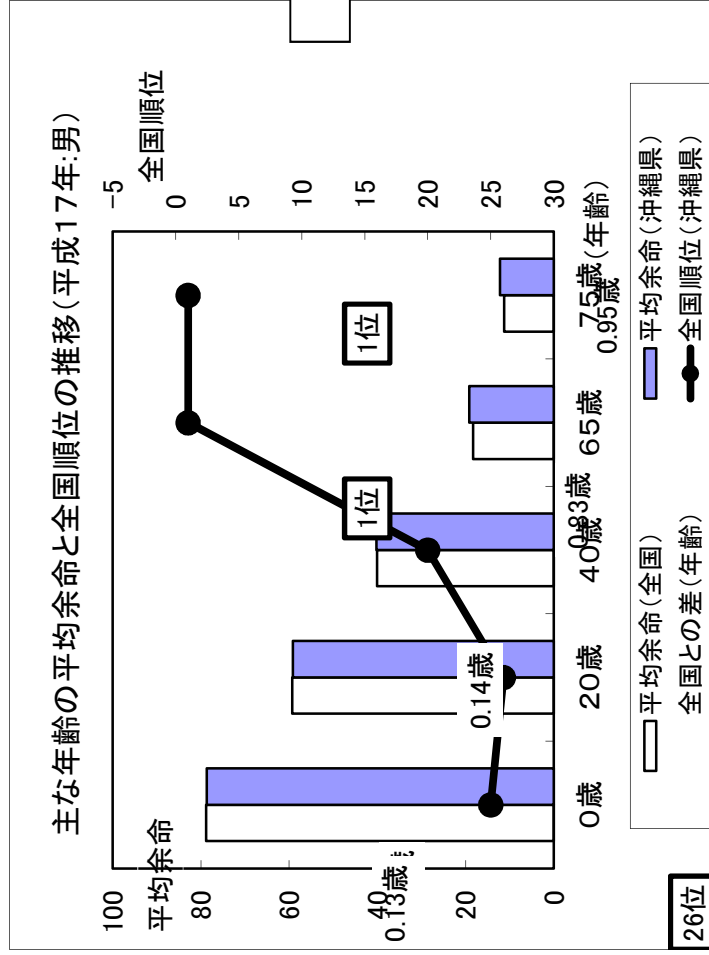 主な年齢の平均余命と全国順位の推移(平成17年:男)
平均余命
全国順位
100
80
60
40
20
0
-5
0
5
10
15
20
25
30
1位
1位
0.14歳
0.13歳
0.83歳
0.95歳
0歳
20歳
40歳
65歳
75歳
(年齢)
平均余命(全国)
平均余命(沖縄県)
全国との差(年齢)
全国順位(沖縄県)
26位